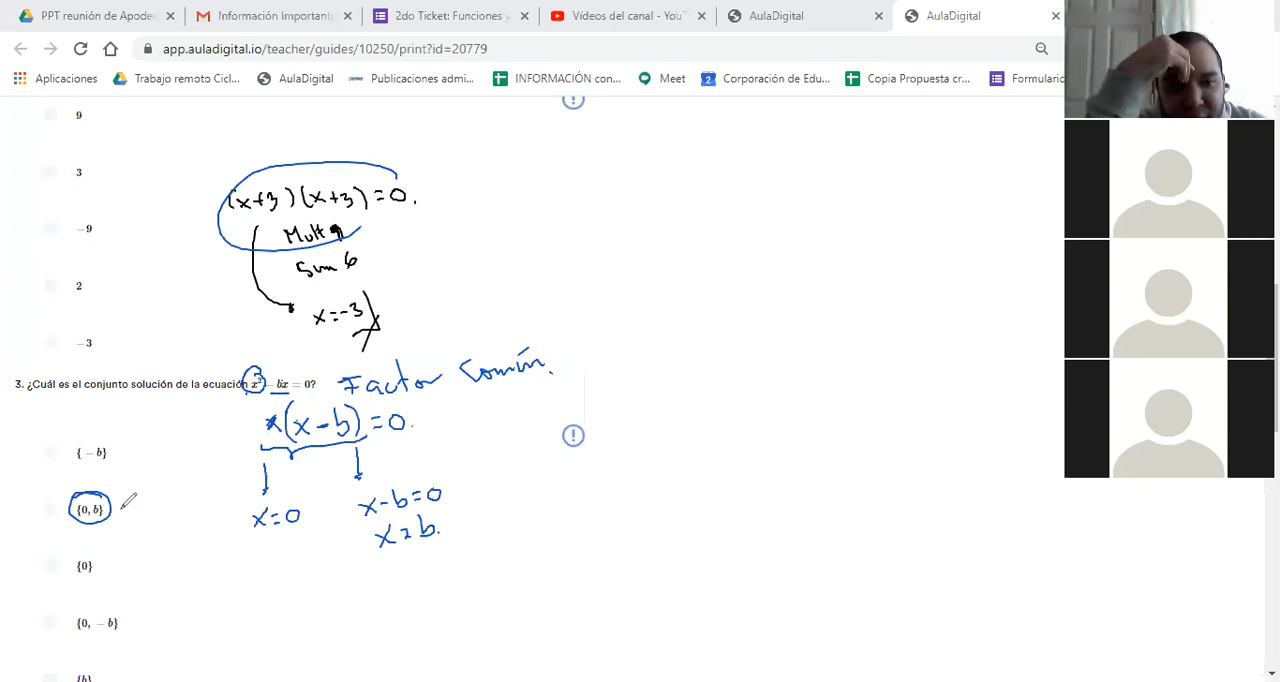 PPT reunión de Apoder
Información Important
2do Ticket: Funciones y
Vídeos del canal - YouT
AulaDigital
AulaDigital
app.auladigital.io/teacher/guides/10250/print?id=20779
Aplicaciones
Trabajo remoto Cicl...
AulaDigital
Publicaciones admi...
INFORMACIÓN con...
Meet
Corporación de Edu...
Copia Propuesta cr...
Formulario
9
3
(x+3)(x+3)=0.
-9
Mult 9
Sum 6
2
x=-3
-3
3. ¿Cuál es el conjunto solución de la ecuación x² - bx = 0?
Factor Común.
x(x-b)=0.
{-b}
x-b=0
{0, b}
x=0
x=b.
{0}
{0, -b}
{b}